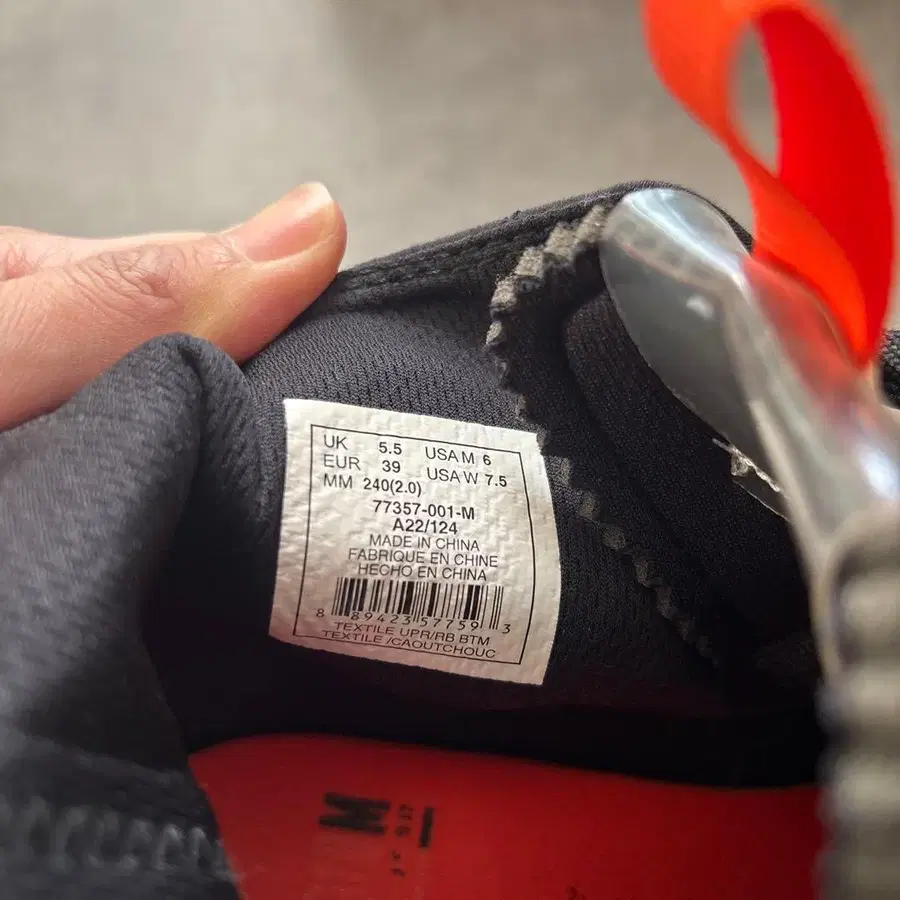 UK 5.5 USA M 6
EUR 39 USA W 7.5
MM 240(2.0)
77357-001-M
A22/124
MADE IN CHINA
FABRIQUE EN CHINE
HECHO EN CHINA
8 89423 57759 3
TEXTILE UPR/RB BTM
TEXTILE /CAOUTCHOUC
M